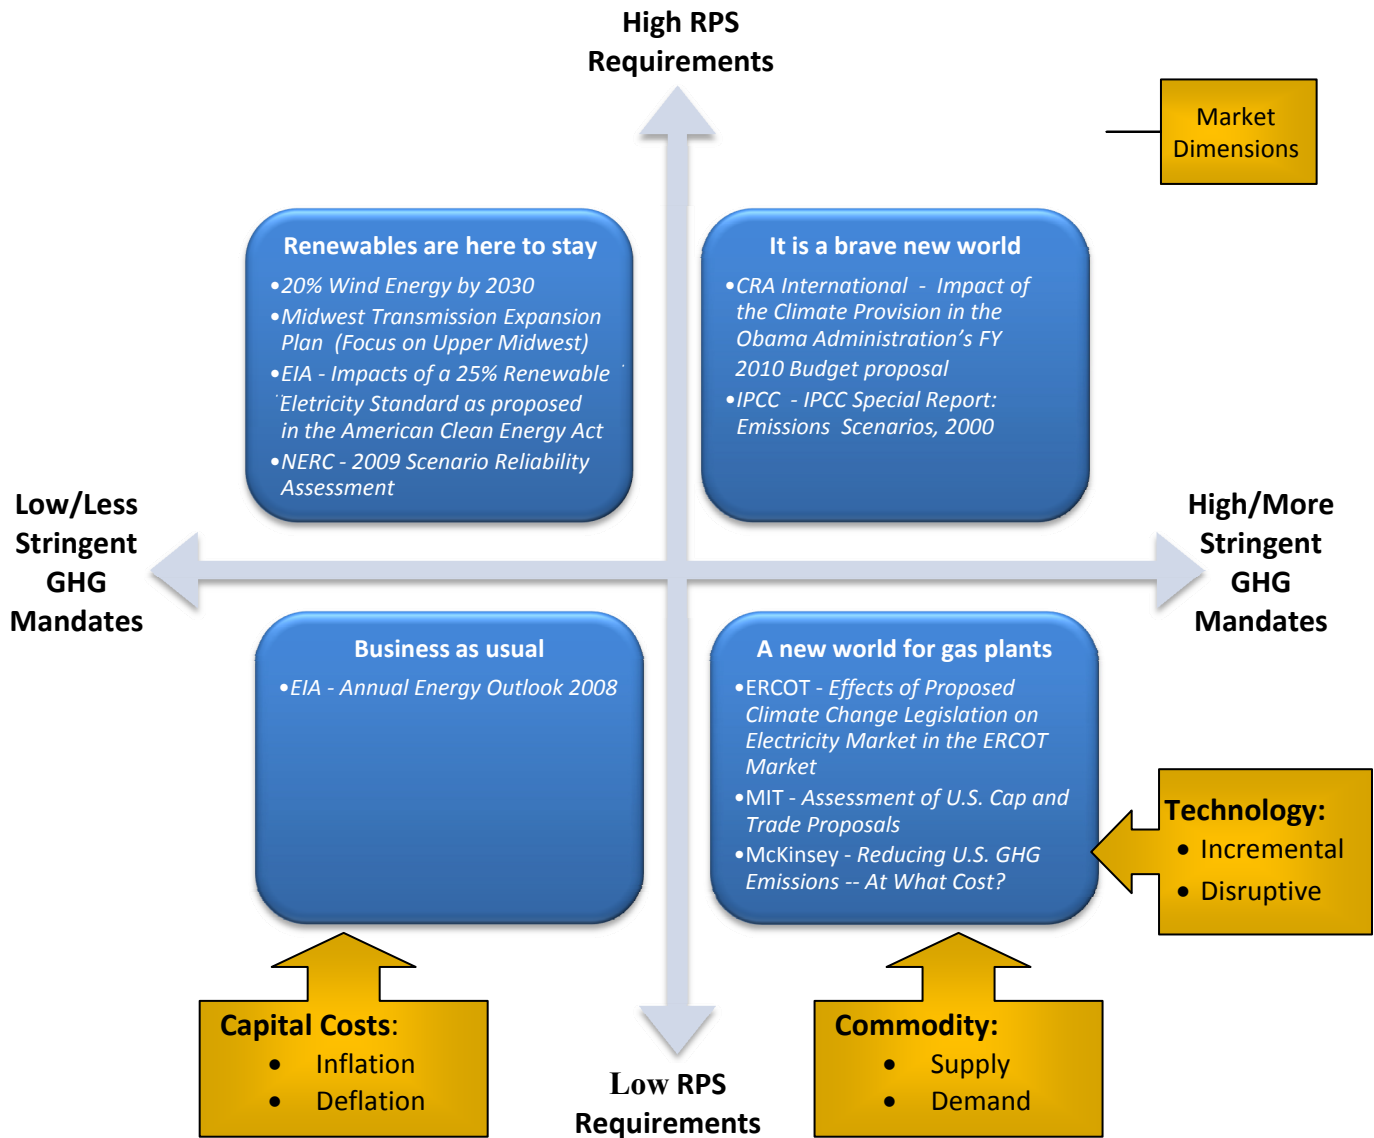 High RPS
Requirements
Market
Dimensions
Renewables are here to stay
•20% Wind Energy by 2030
•Midwest Transmission Expansion
Plan (Focus on Upper Midwest)
•EIA - Impacts of a 25% Renewable
Eletricity Standard as proposed
in the American Clean Energy Act
•NERC - 2009 Scenario Reliability
Assessment
It is a brave new world
•CRA International - Impact of
the Climate Provision in the
Obama Administration's FY
2010 Budget proposal
•IPCC - IPCC Special Report:
Emissions Scenarios, 2000
Low/Less
Stringent
GHG
Mandates
High/More
Stringent
GHG
Mandates
Business as usual
•EIA - Annual Energy Outlook 2008
A new world for gas plants
•ERCOT - Effects of Proposed
Climate Change Legislation on
Electricity Market in the ERCOT
Market
•MIT - Assessment of U.S. Cap and
Trade Proposals
•McKinsey - Reducing U.S. GHG
Emissions -- At What Cost?
Technology:
• Incremental
• Disruptive
Capital Costs:
• Inflation
• Deflation
Low RPS
Requirements
Commodity:
• Supply
• Demand